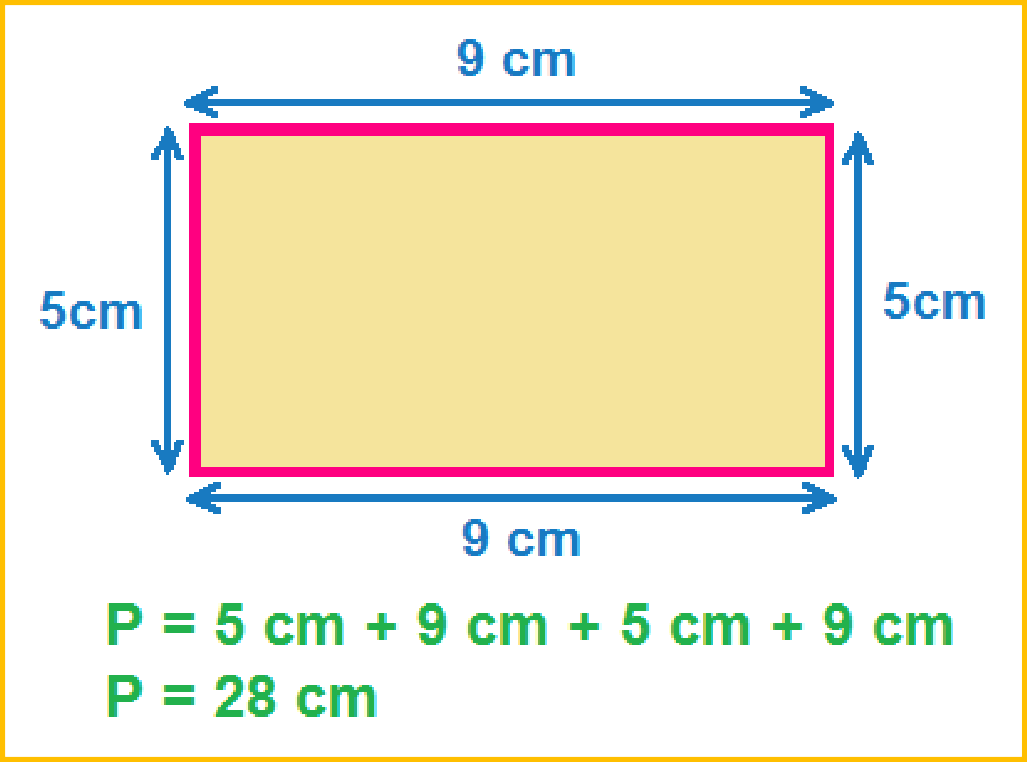 9 cm
5cm
5cm
9 cm
P = 5 cm + 9 cm + 5 cm + 9 cm
P = 28 cm